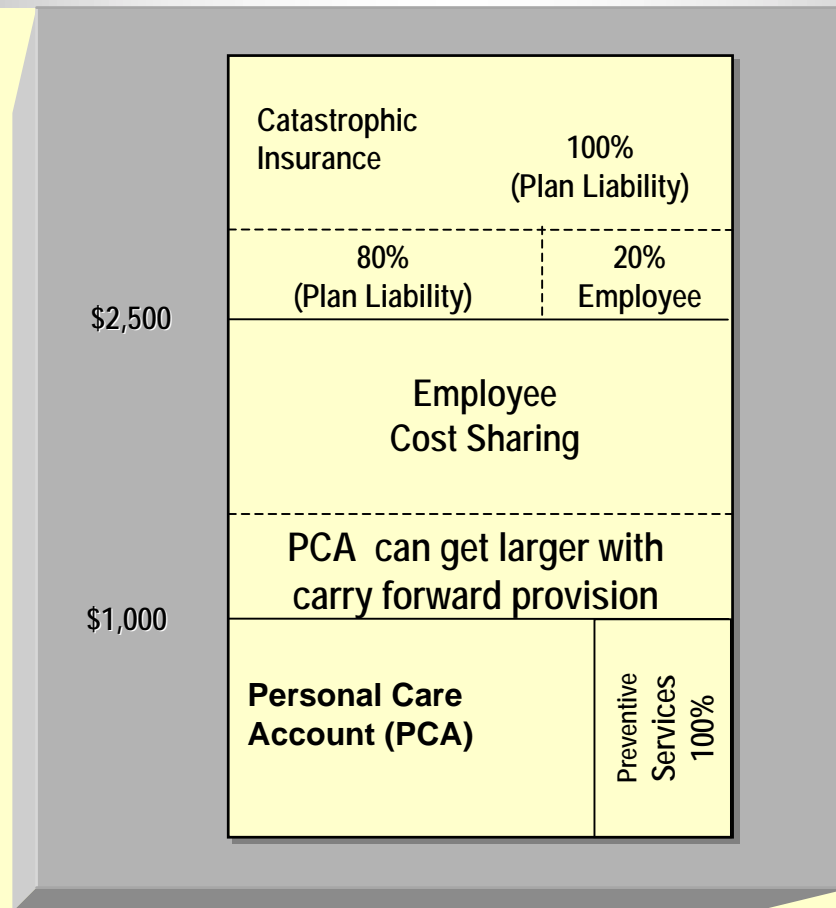 Catastrophic
Insurance
100%
(Plan Liability)
80%
(Plan Liability)
20%
Employee
$2,500
Employee
Cost Sharing
PCA can get larger with
carry forward provision
$1,000
Personal Care
Account (PCA)
Preventive
Services
100%